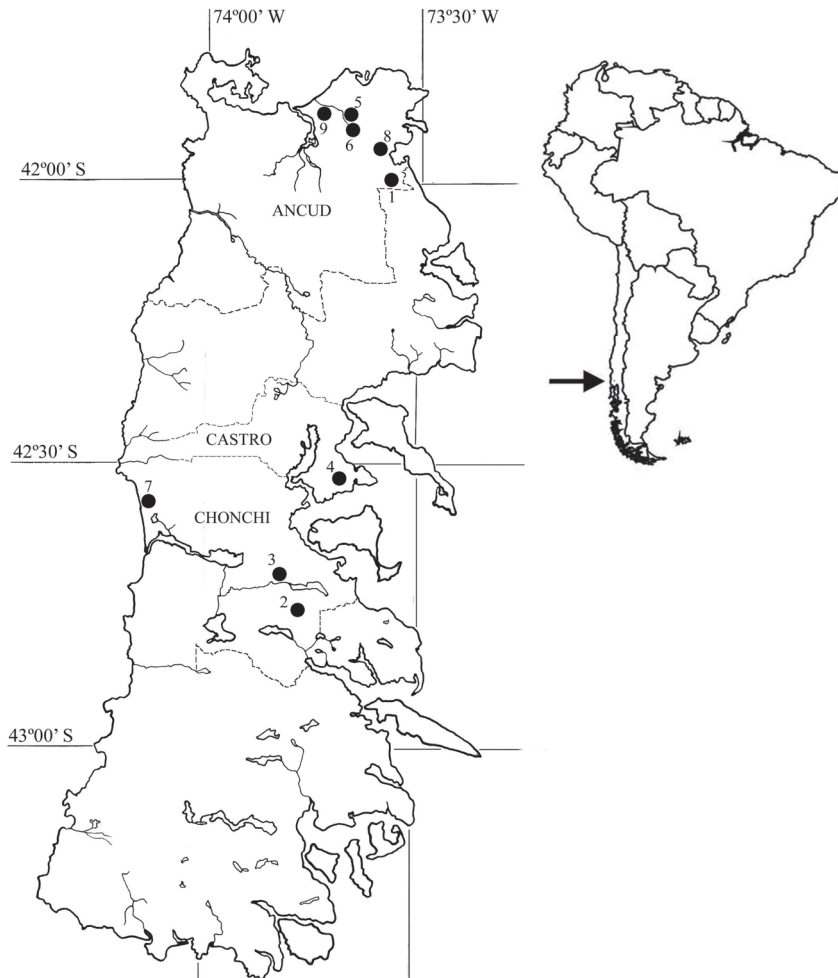 74º00’ W
73º30’ W
5
9
6
8
42º00’ S
1
ANCUD
CASTRO
42º30’ S
4
7
CHONCHI
3
2
43º00’ S